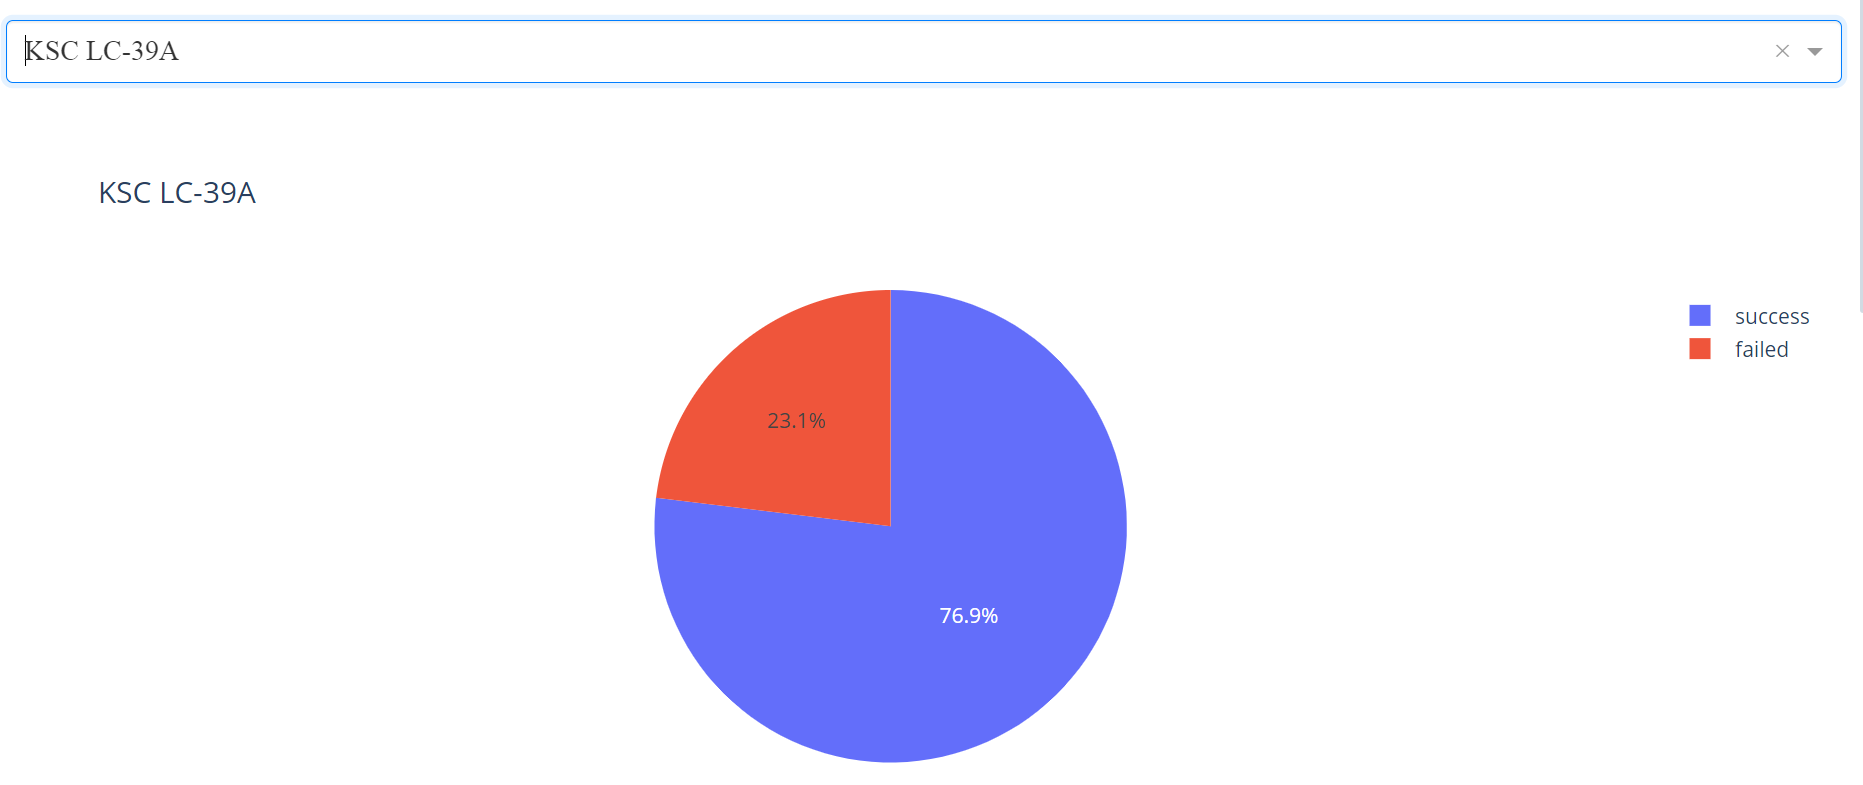 KSC LC-39A
KSC LC-39A
success
failed
23.1%
76.9%